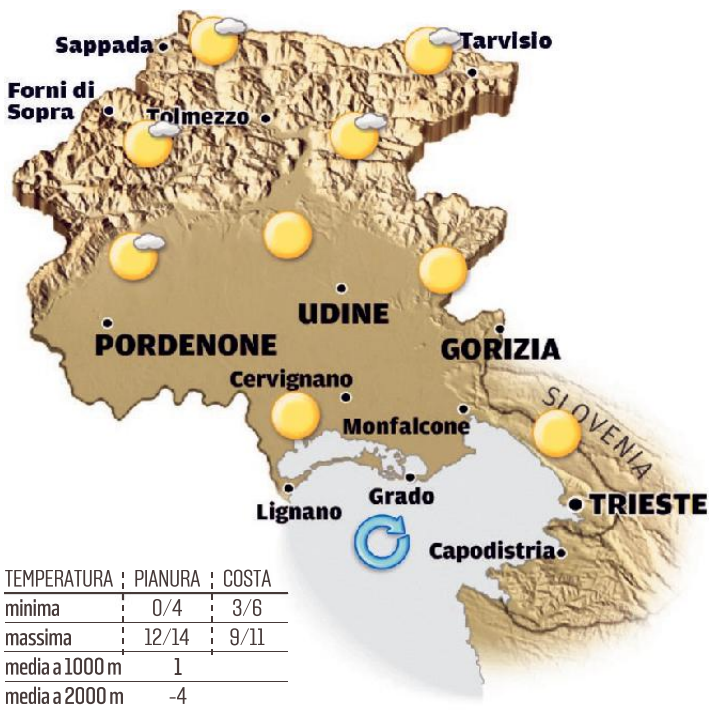 Sappada
Tarvisio
Forni di
Sopra
Tolmezzo
UDINE
PORDENONE
GORIZIA
Cervignano
SLOVENIA
Monfalcone
Grado
Lignano
TRIESTE
Capodistria
TEMPERATURA PIANURA COSTA
minima 0/4 3/6
massima 12/14 9/11
media a 1000 m 1
media a 2000 m -4